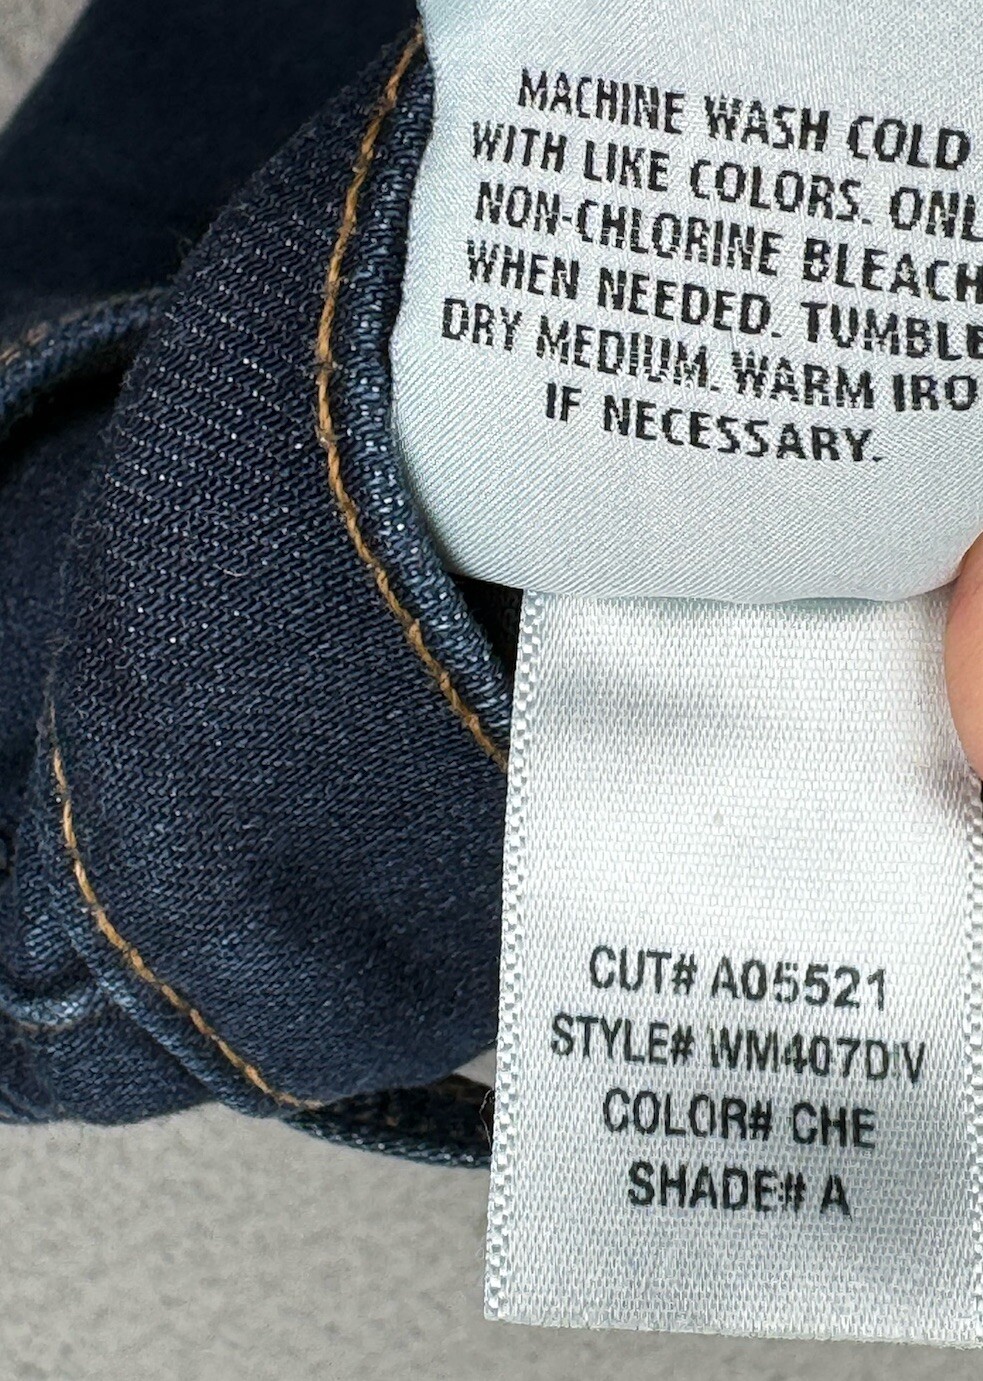 MACHINE WASH COLD
WITH LIKE COLORS. ONL
NON-CHLORINE BLEACH
WHEN NEEDED. TUMBLE
DRY MEDIUM. WARM IRO
IF NECESSARY.
CUT# A05521
STYLE# WM407DV
COLOR# CHE
SHADE# A